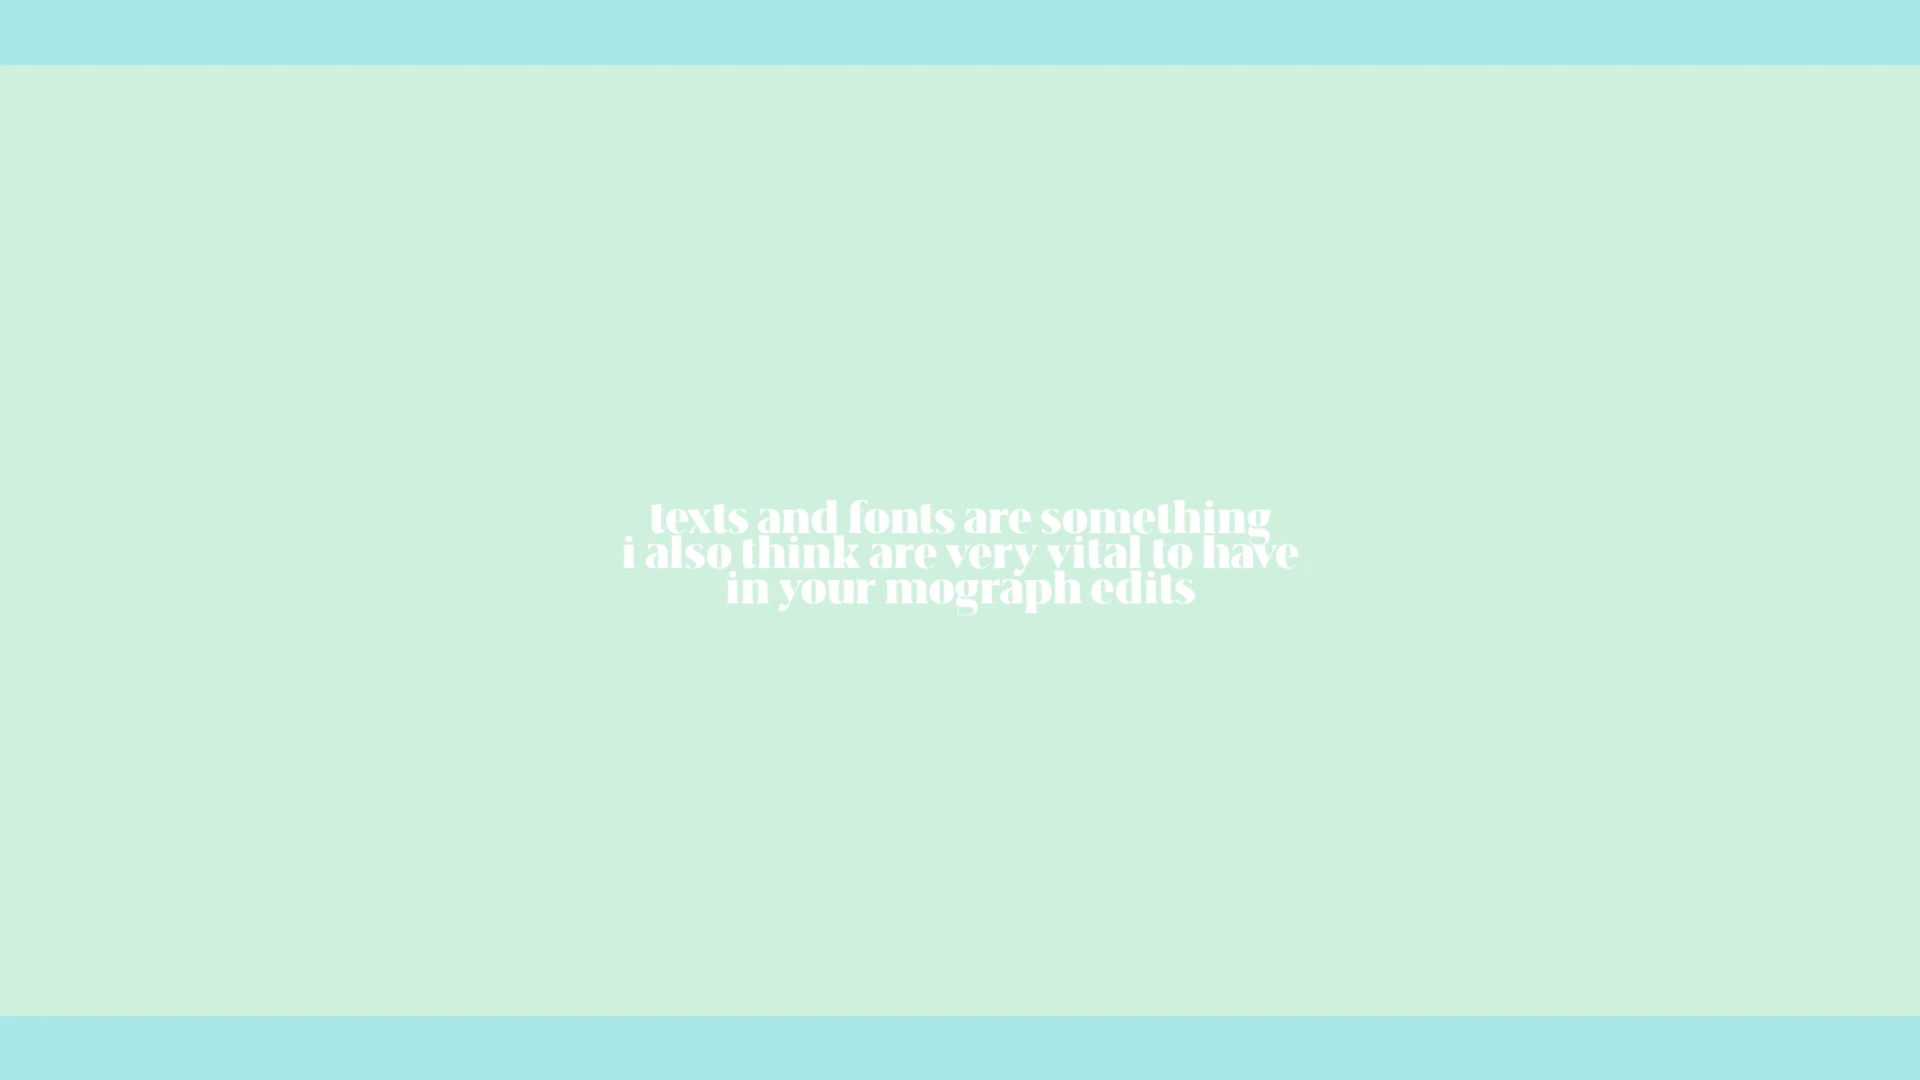 texts and fonts are something
i also think are very vital to have
in your mograph edits